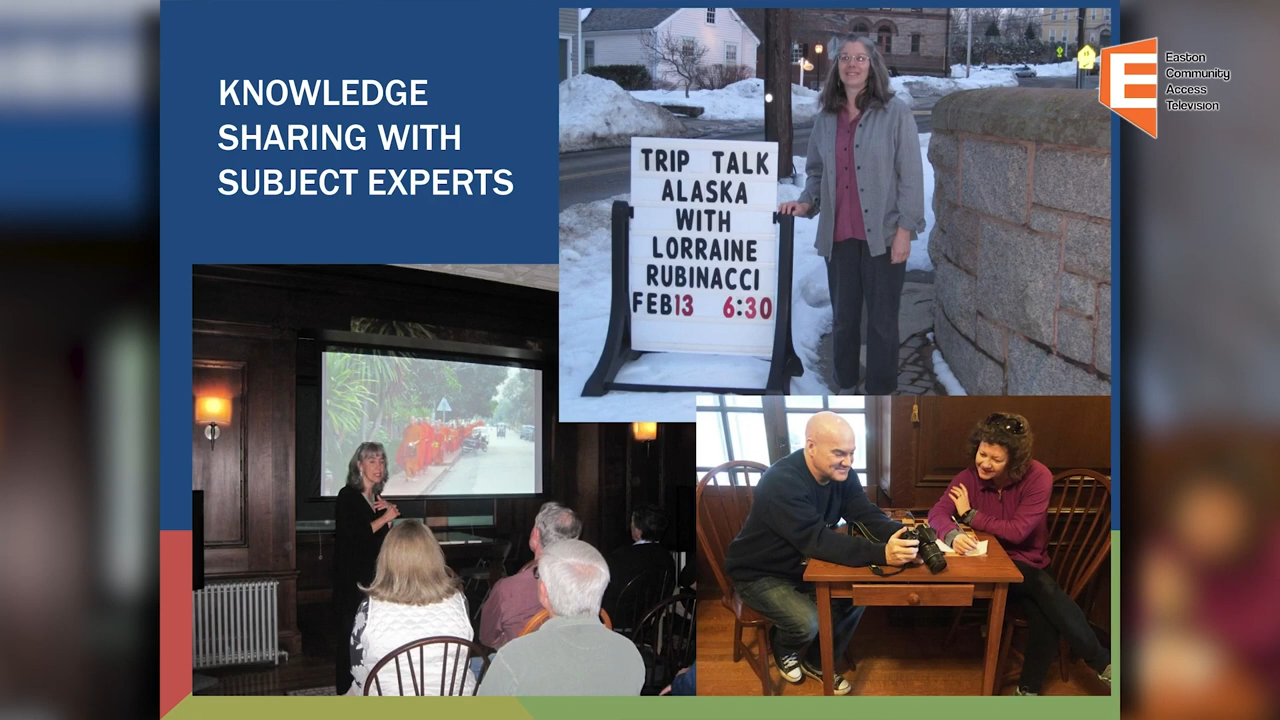 KNOWLEDGE
SHARING WITH
SUBJECT EXPERTS
TRIP TALK
ALASKA
WITH
LORRAINE
RUBINACCI
FEB13 6:30
E
Easton
Community
Access
Television